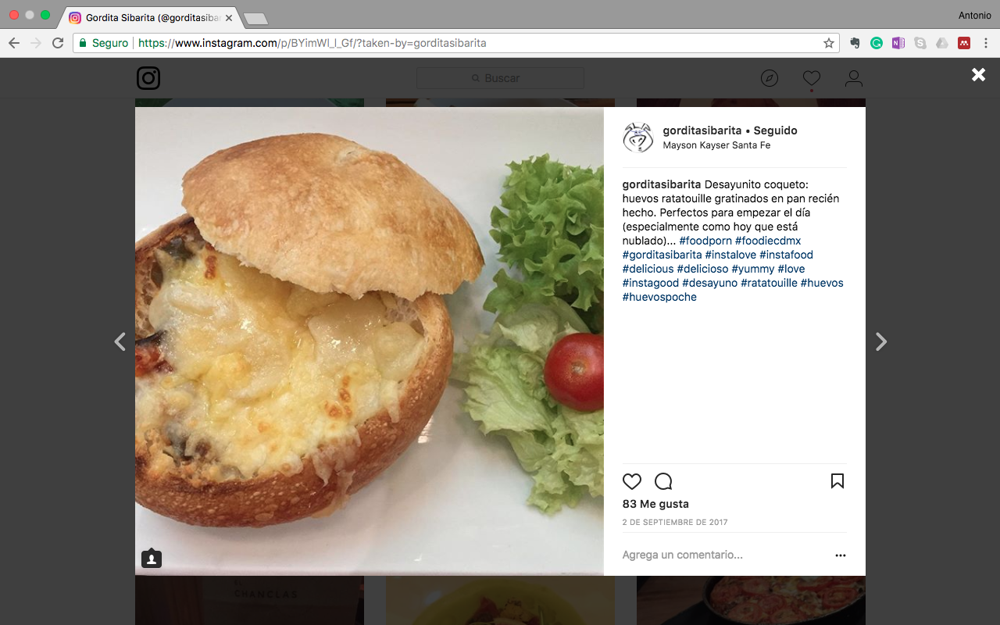 Gordita Sibarita (@gorditasibar
Antonio
Seguro
https://www.instagram.com/p/BYimWl_l_Gf/?taken-by=gorditasibarita
Buscar
gorditasibarita • Seguido
Mayson Kayser Santa Fe
gorditasibarita Desayunito coqueto:
huevos ratatouille gratinados en pan recién
hecho. Perfectos para empezar el día
(especialmente como hoy que está
nublado)... #foodporn #foodiecdmx
#gorditasibarita #instalove #instafood
#delicious #delicioso #yummy #love
#instagood #desayuno #ratatouille #huevos
#huevospoche
83 Me gusta
2 DE SEPTIEMBRE DE 2017
Agrega un comentario...
CHANCLAS